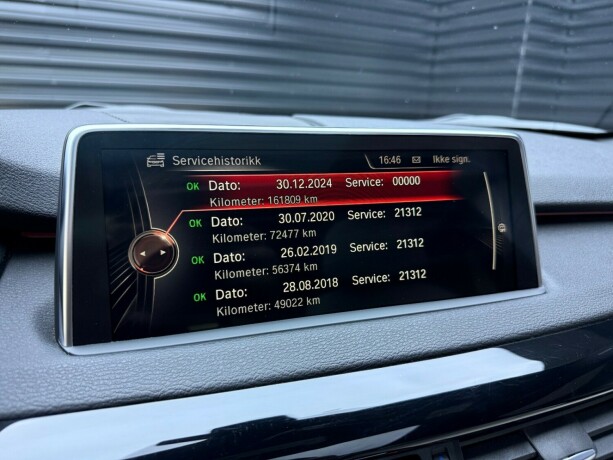 Servicehistorikk 16:46 Ikke sign.
OK Dato: 30.12.2024 Service: 00000
Kilometer: 161809 km
OK Dato: 30.07.2020 Service: 21312
Kilometer: 72477 km
OK Dato: 26.02.2019 Service: 21312
Kilometer: 56374 km
OK Dato: 28.08.2018 Service: 21312
Kilometer: 49022 km